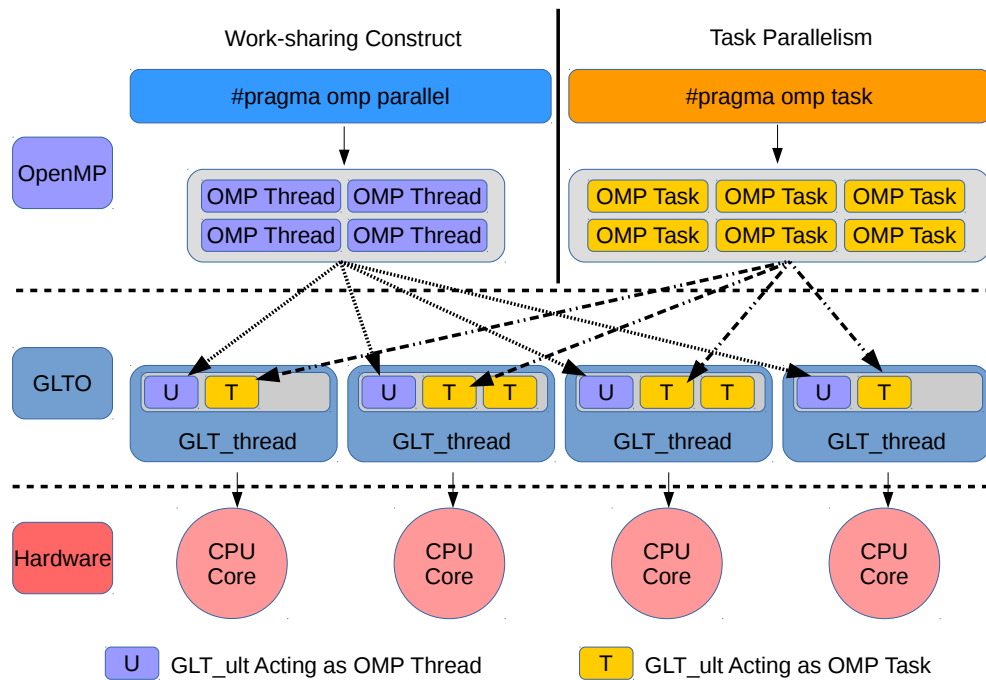 Work-sharing Construct
Task Parallelism
#pragma omp parallel
#pragma omp task
OpenMP
OMP Thread OMP Thread
OMP Task OMP Task OMP Task
OMP Thread OMP Thread
OMP Task OMP Task OMP Task
GLTO
U T
U T T
U T T
U T
GLT_thread
GLT_thread
GLT_thread
GLT_thread
Hardware
CPU
Core
CPU
Core
CPU
Core
CPU
Core
U GLT_ult Acting as OMP Thread
T GLT_ult Acting as OMP Task